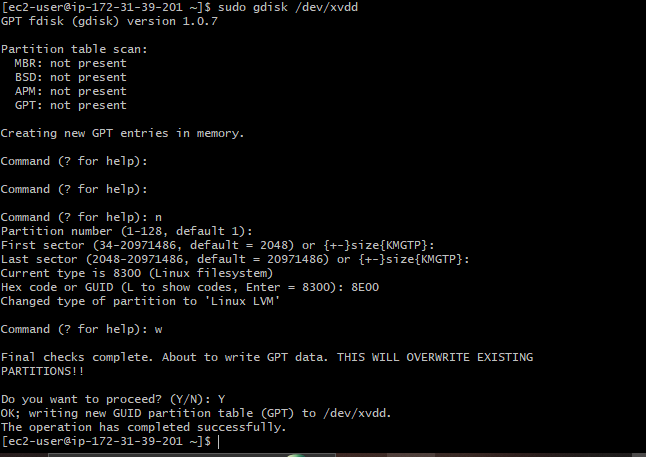 [ec2-user@ip-172-31-39-201 ~]$ sudo gdisk /dev/xvdd
GPT fdisk (gdisk) version 1.0.7
Partition table scan:
MBR: not present
BSD: not present
APM: not present
GPT: not present
Creating new GPT entries in memory.
Command (? for help):
Command (? for help):
Command (? for help): n
Partition number (1-128, default 1):
First sector (34-20971486, default = 2048) or {+-}size{KMGTP}:
Last sector (2048-20971486, default = 20971486) or {+-}size{KMGTP}:
Current type is 8300 (Linux filesystem)
Hex code or GUID (L to show codes, Enter = 8300): 8E00
Changed type of partition to 'Linux LVM'
Command (? for help): w
Final checks complete. About to write GPT data. THIS WILL OVERWRITE EXISTING
PARTITIONS!!
Do you want to proceed? (Y/N): Y
OK; writing new GUID partition table (GPT) to /dev/xvdd.
The operation has completed successfully.
[ec2-user@ip-172-31-39-201 ~]$